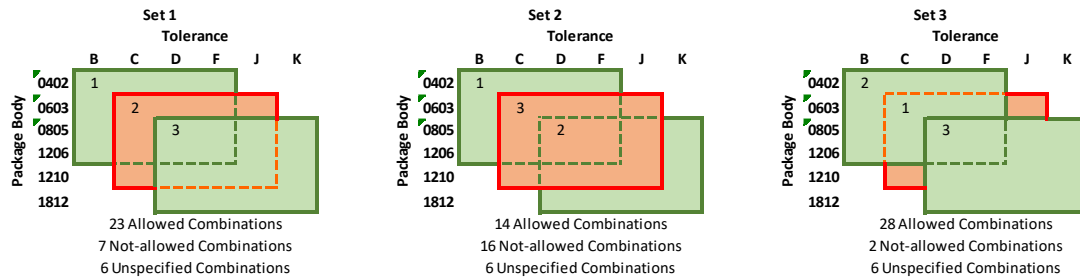 Set 1
Tolerance
B C D F J K
Package Body
0402
1
0603
2
0805
3
1206
1210
1812
23 Allowed Combinations
7 Not-allowed Combinations
6 Unspecified Combinations
Set 2
Tolerance
B C D F J K
Package Body
0402
1
0603
3
0805
2
1206
1210
1812
14 Allowed Combinations
16 Not-allowed Combinations
6 Unspecified Combinations
Set 3
Tolerance
B C D F J K
Package Body
0402
2
0603
1
0805
3
1206
1210
1812
28 Allowed Combinations
2 Not-allowed Combinations
6 Unspecified Combinations